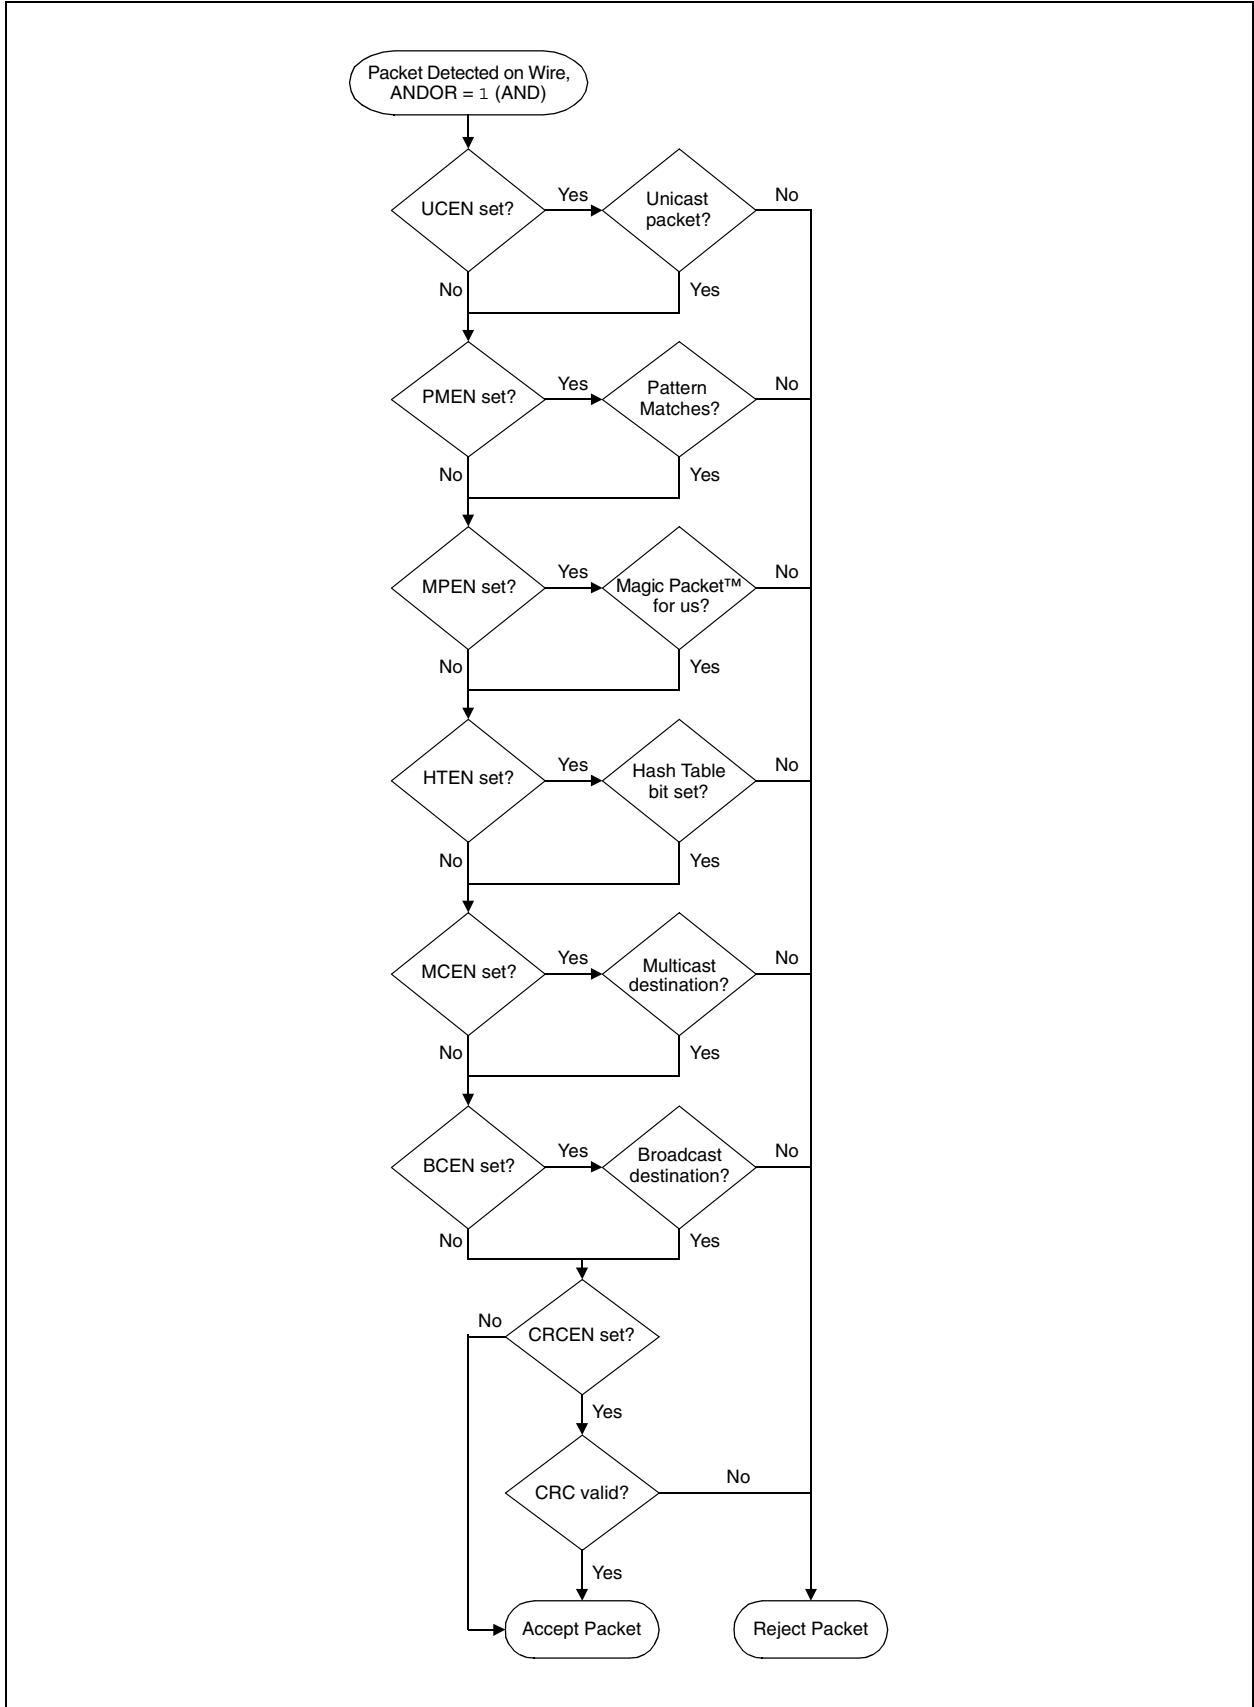 Packet Detected on Wire,
ANDOR = 1 (AND)
UCEN set?
Yes
Unicast
packet?
No
No
Yes
PMEN set?
Yes
Pattern
Matches?
No
No
Yes
MPEN set?
Yes
Magic Packet™
for us?
No
No
Yes
HTEN set?
Yes
Hash Table
bit set?
No
No
Yes
MCEN set?
Yes
Multicast
destination?
No
No
Yes
BCEN set?
Yes
Broadcast
destination?
No
No
Yes
No
CRCEN set?
Yes
CRC valid?
No
Yes
Accept Packet
Reject Packet